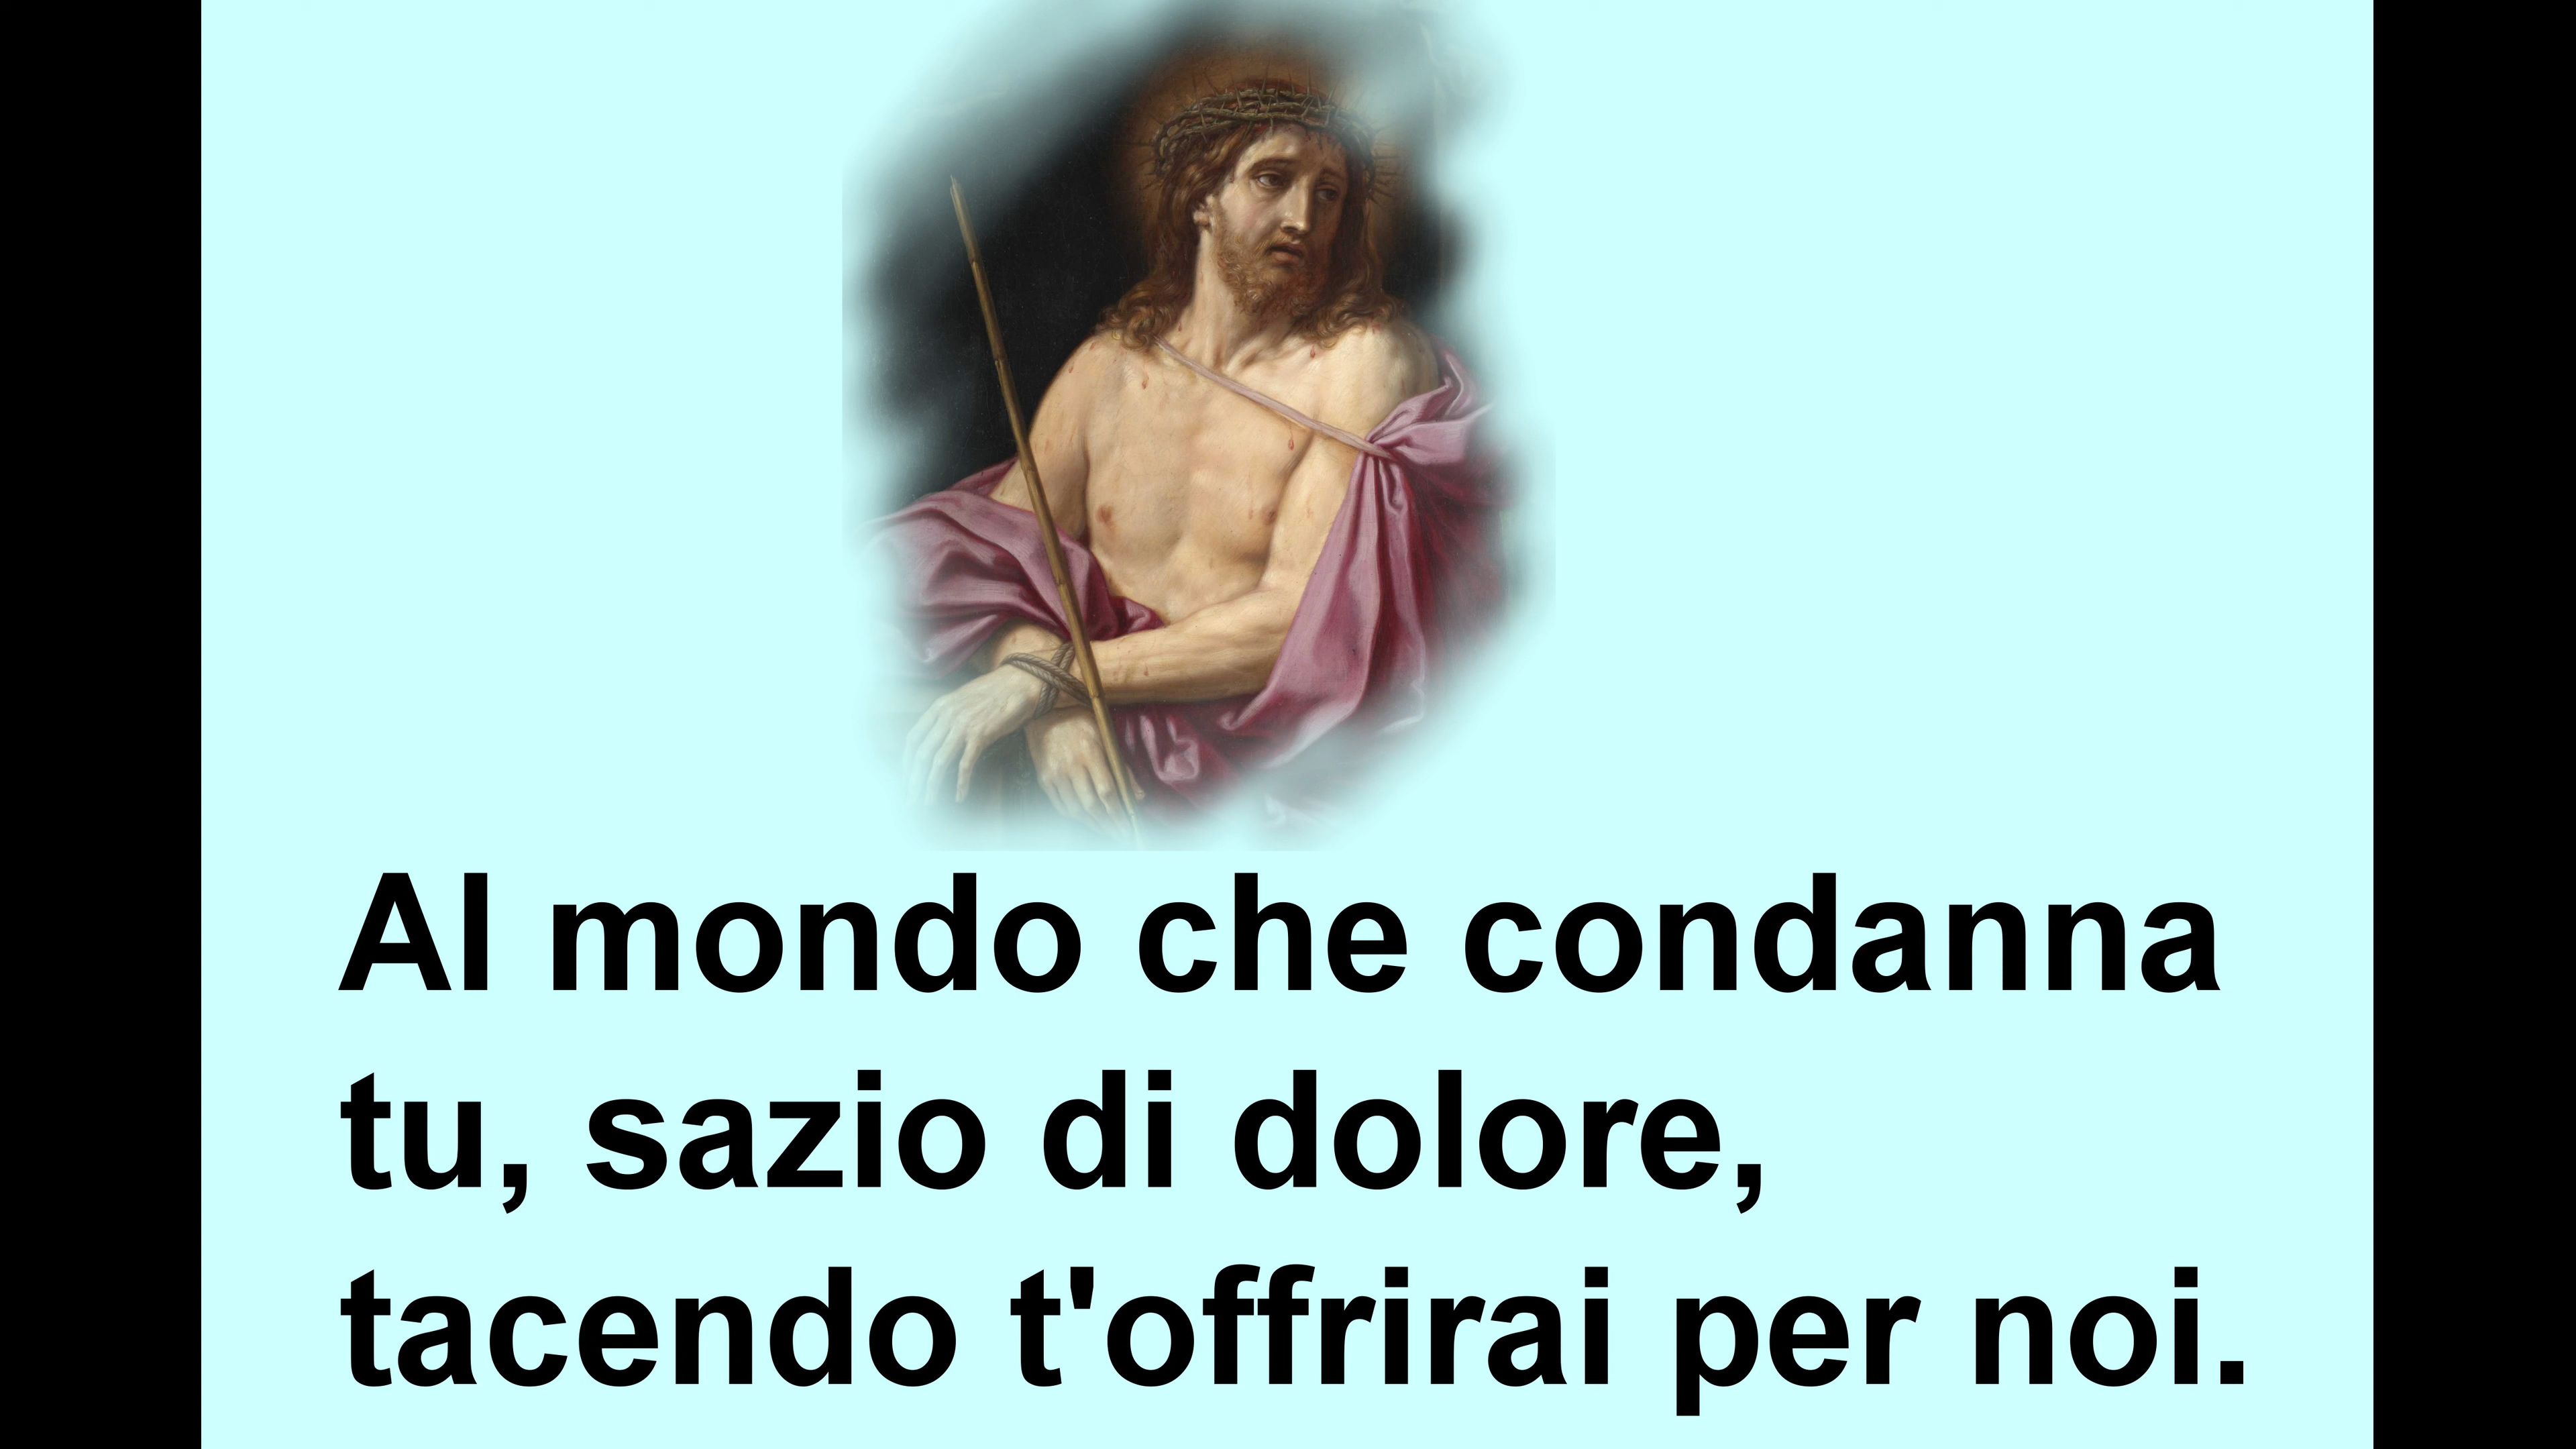 Al mondo che condanna
tu, sazio di dolore,
tacendo t'offrirai per noi.